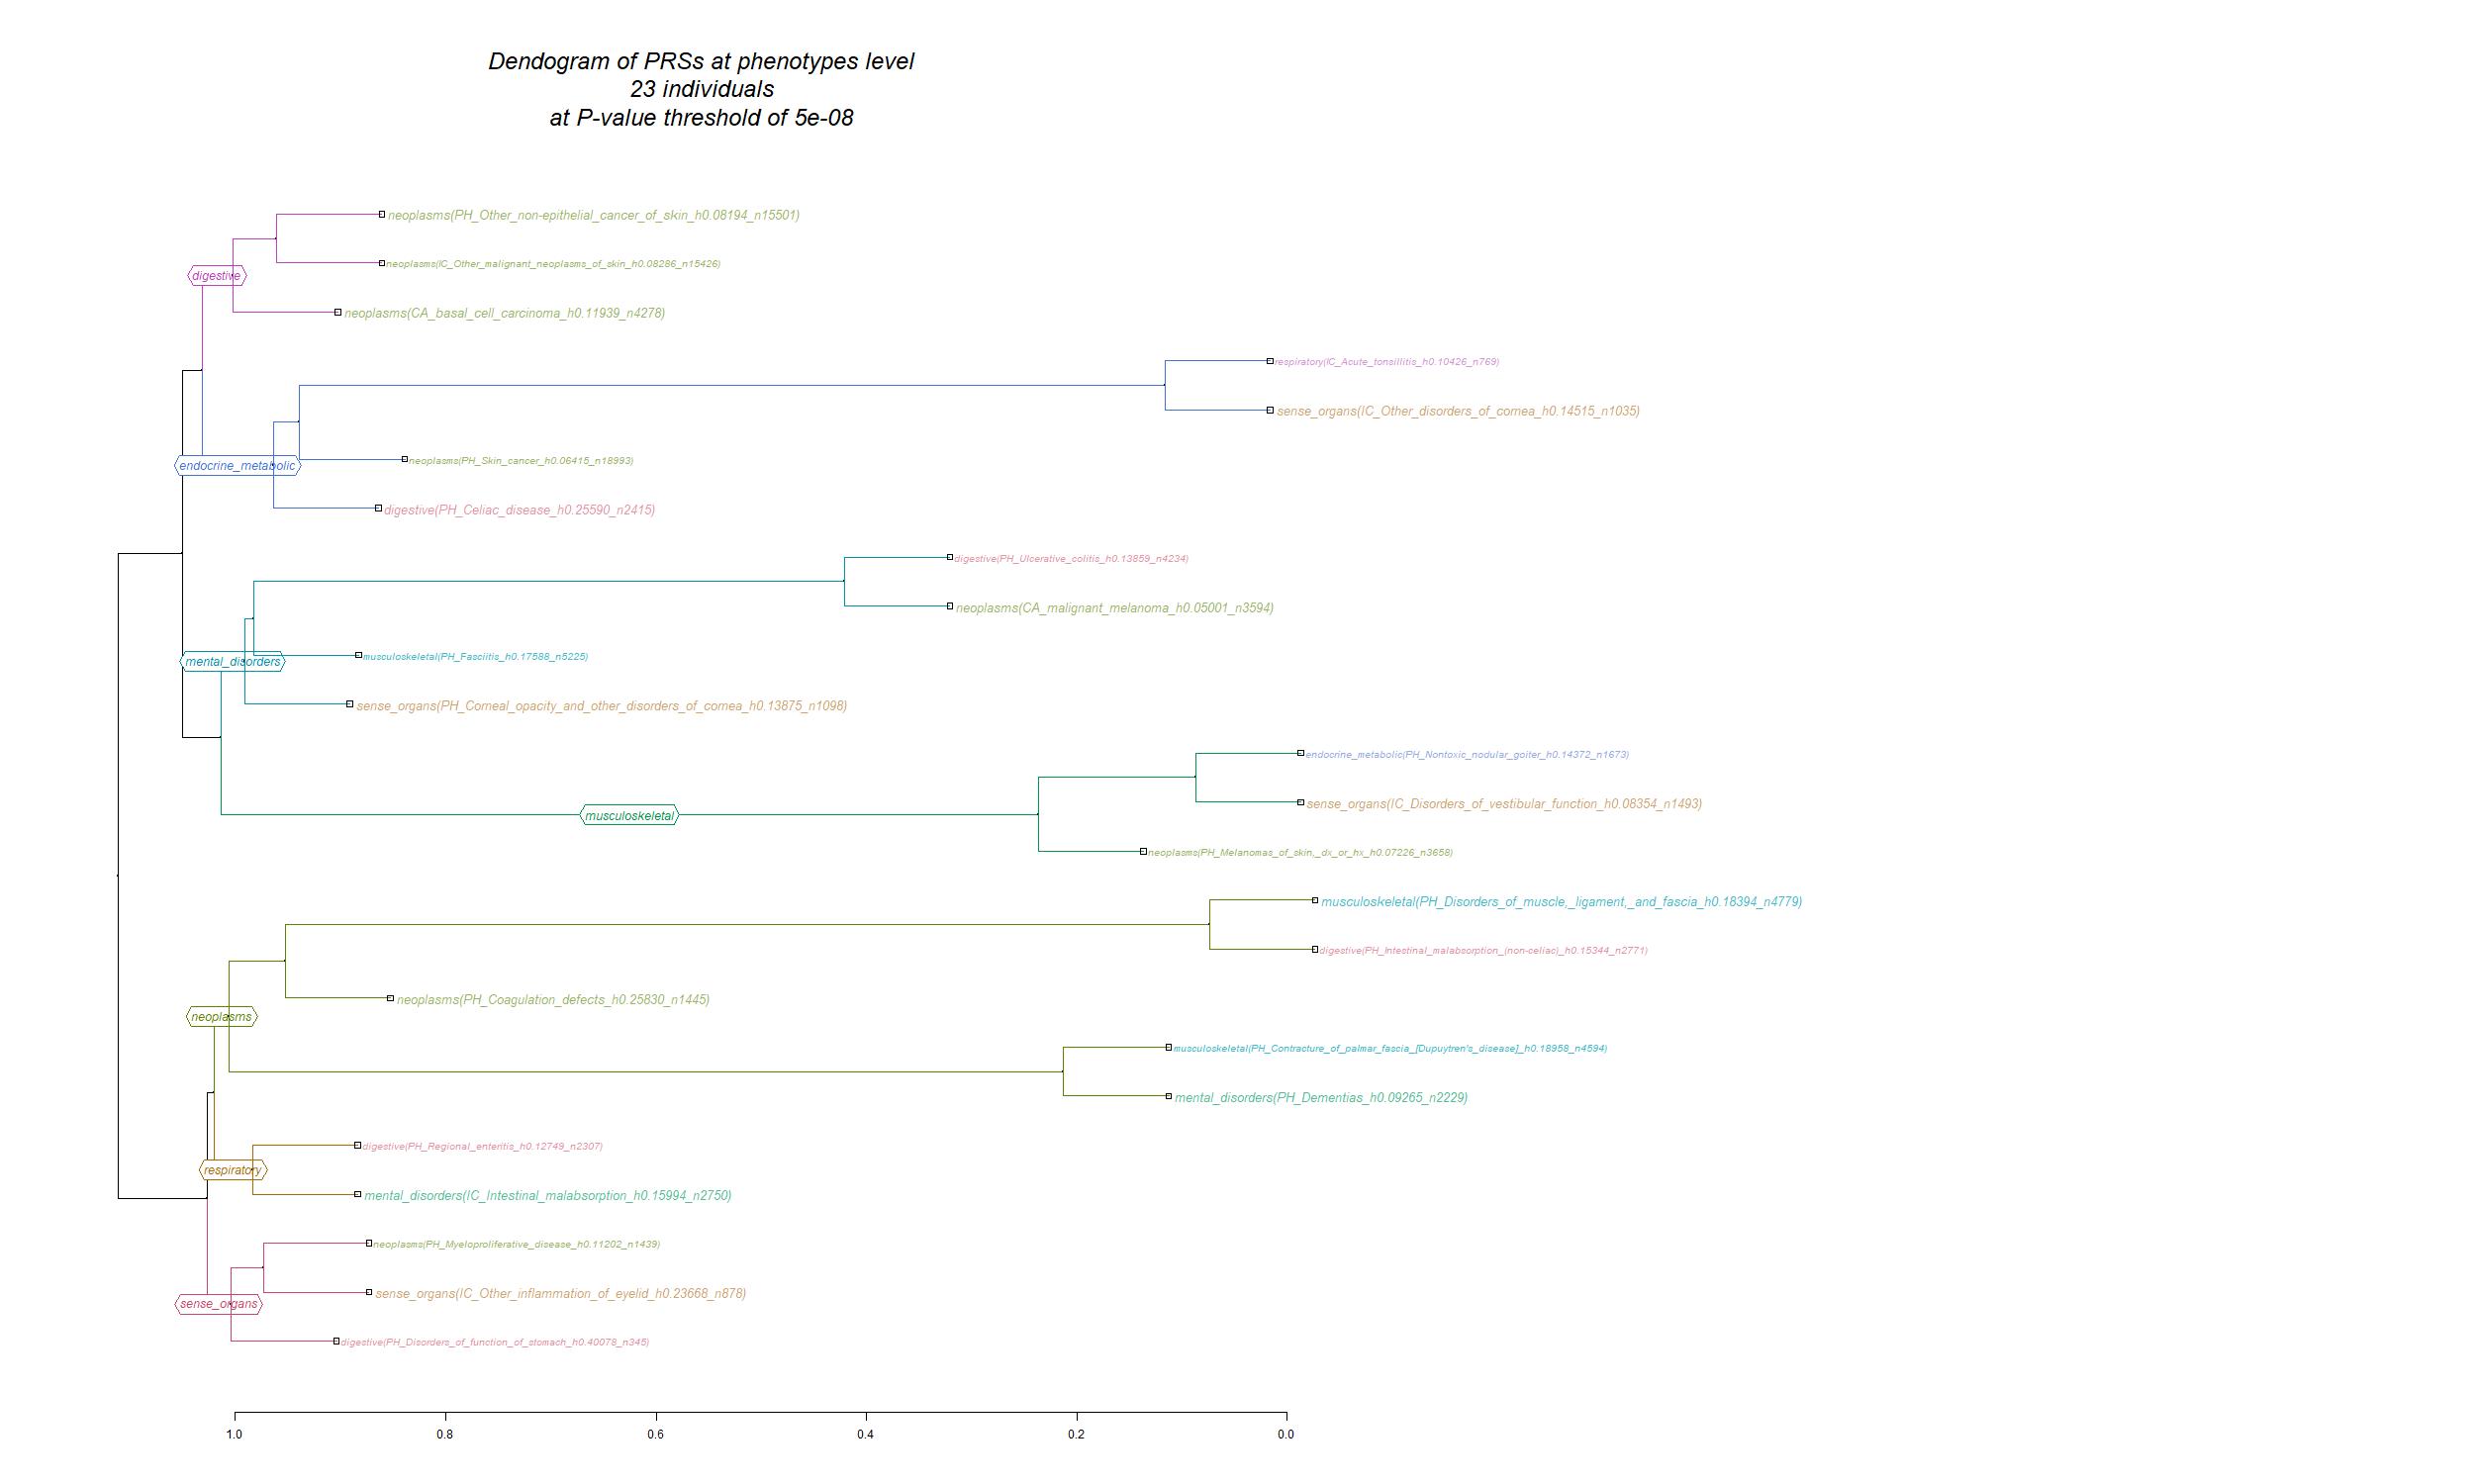 Dendogram of PRSs at phenotypes level
23 individuals
at P-value threshold of 5e-08
neoplasms(PH_Other_non-epithelial_cancer_of_skin_h0.08194_n15501)
neoplasms(IC_Other_malignant_neoplasms_of_skin_h0.08286_n15426)
digestive
neoplasms(CA_basal_cell_carcinoma_h0.11939_n4278)
respiratory(IC_Acute_tonsillitis_h0.10426_n769)
sense_organs(IC_Other_disorders_of_cornea_h0.14515_n1035)
neoplasms(PH_Skin_cancer_h0.06415_n18993)
endocrine_metabolic
digestive(PH_Celiac_disease_h0.25590_n2415)
digestive(PH_Ulcerative_colitis_h0.13859_n4234)
neoplasms(CA_malignant_melanoma_h0.05001_n3594)
musculoskeletal(PH_Fasciitis_h0.17588_n5225)
mental_disorders
sense_organs(PH_Corneal_opacity_and_other_disorders_of_cornea_h0.13875_n1098)
endocrine_metabolic(PH_Nontoxic_nodular_goiter_h0.14372_n1673)
sense_organs(IC_Disorders_of_vestibular_function_h0.08354_n1493)
musculoskeletal
neoplasms(PH_Melanomas_of_skin,_dx_or_hx_h0.07226_n3658)
musculoskeletal(PH_Disorders_of_muscle,_ligament,_and_fascia_h0.18394_n4779)
digestive(PH_Intestinal_malabsorption_(non-celiac)_h0.15344_n2771)
neoplasms(PH_Coagulation_defects_h0.25830_n1445)
neoplasms
musculoskeletal(PH_Contracture_of_palmar_fascia_[Dupuytren's_disease]_h0.18958_n4594)
mental_disorders(PH_Dementias_h0.09265_n2229)
digestive(PH_Regional_enteritis_h0.12749_n2307)
respiratory
mental_disorders(IC_Intestinal_malabsorption_h0.15994_n2750)
neoplasms(PH_Myeloproliferative_disease_h0.11202_n1439)
sense_organs(IC_Other_inflammation_of_eyelid_h0.23668_n878)
sense_organs
digestive(PH_Disorders_of_function_of_stomach_h0.40078_n345)
1.0 0.8 0.6 0.4 0.2 0.0